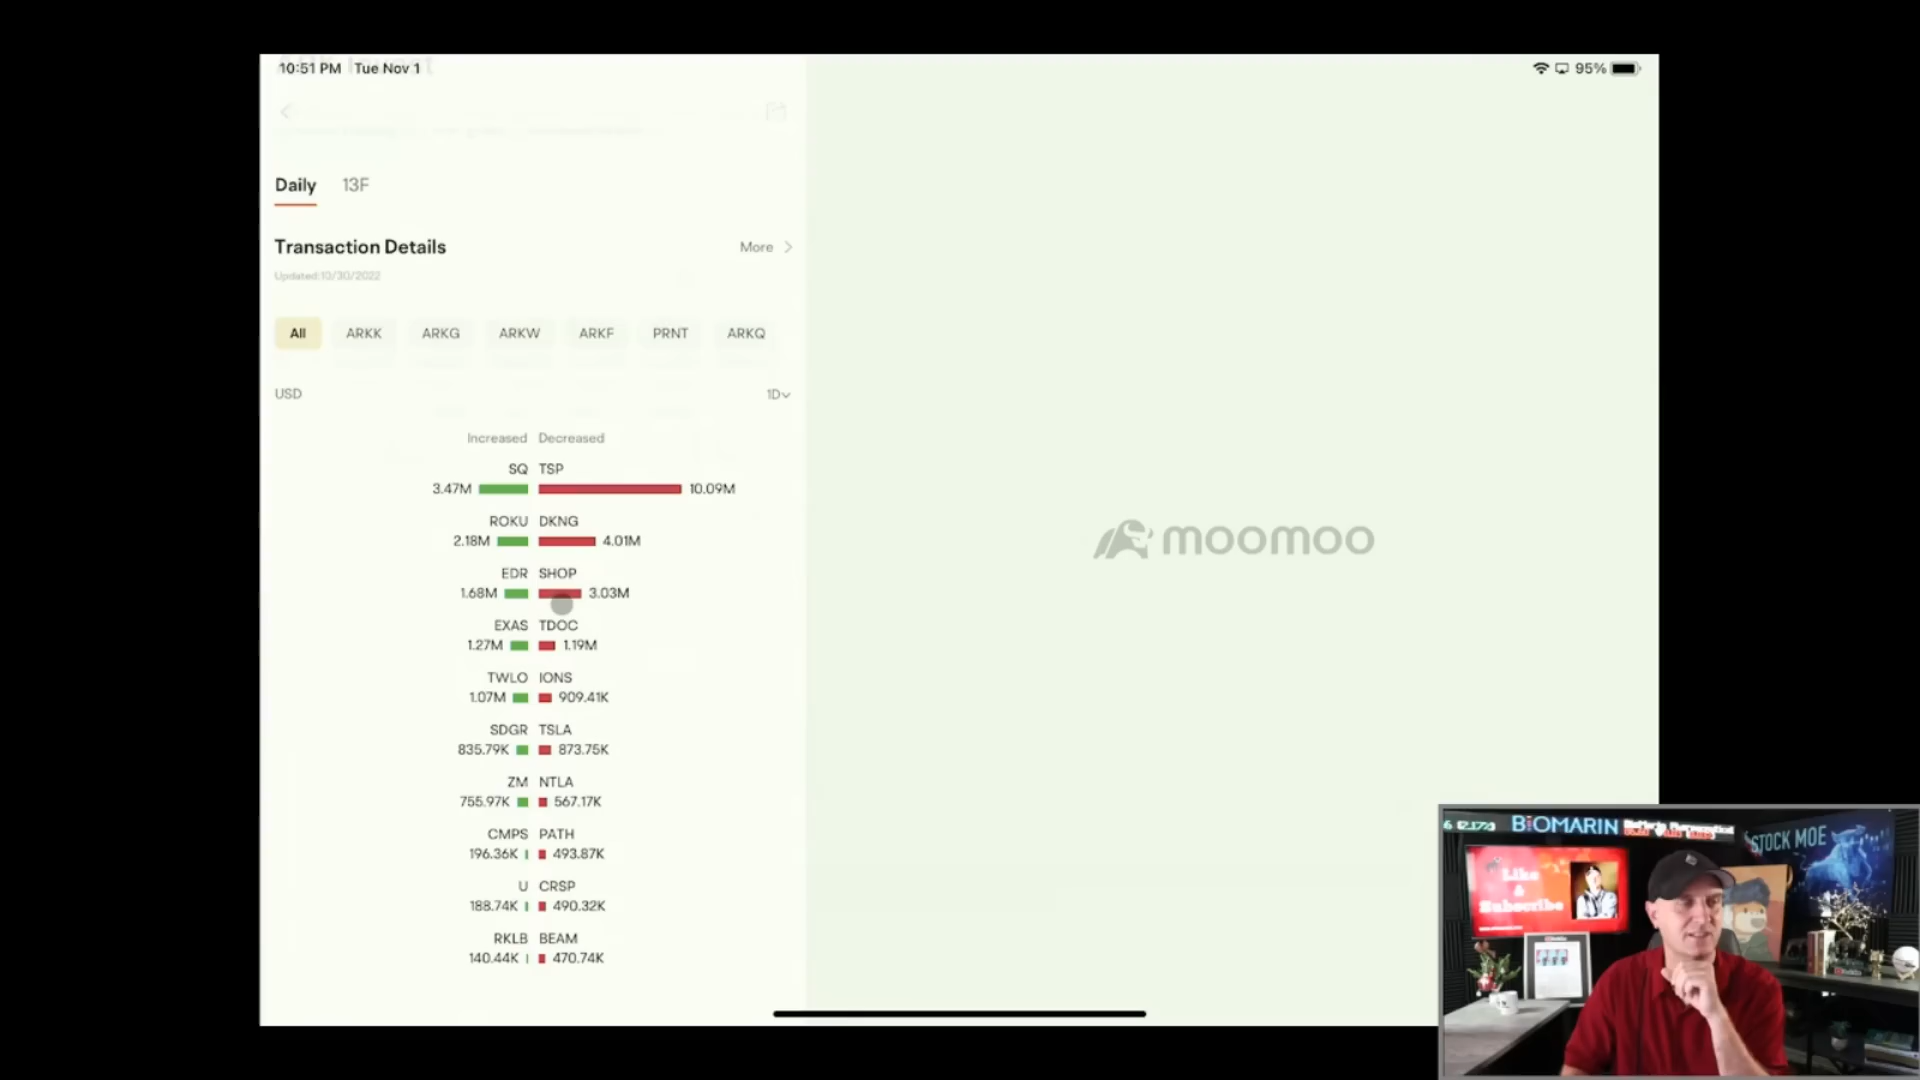 10:51 PM Tue Nov 1
95%
Daily 13F
Transaction Details
More
Updated:10/30/2022
All ARKK ARKG ARKW ARKF PRNT ARKQ
USD
1D
Increased Decreased
SQ TSP
3.47M 10.09M
ROKU DKNG
2.18M 4.01M
EDR SHOP
1.68M 3.03M
EXAS TDOC
1.27M 1.19M
TWLO IONS
1.07M 909.41K
SDGR TSLA
835.79K 873.75K
ZM NTLA
755.97K 567.17K
CMPS PATH
196.36K 493.87K
U CRSP
188.74K 490.32K
RKLB BEAM
140.44K 470.74K
moomoo
BIOMARIN
STOCK MOE
Like
&
Subscribe